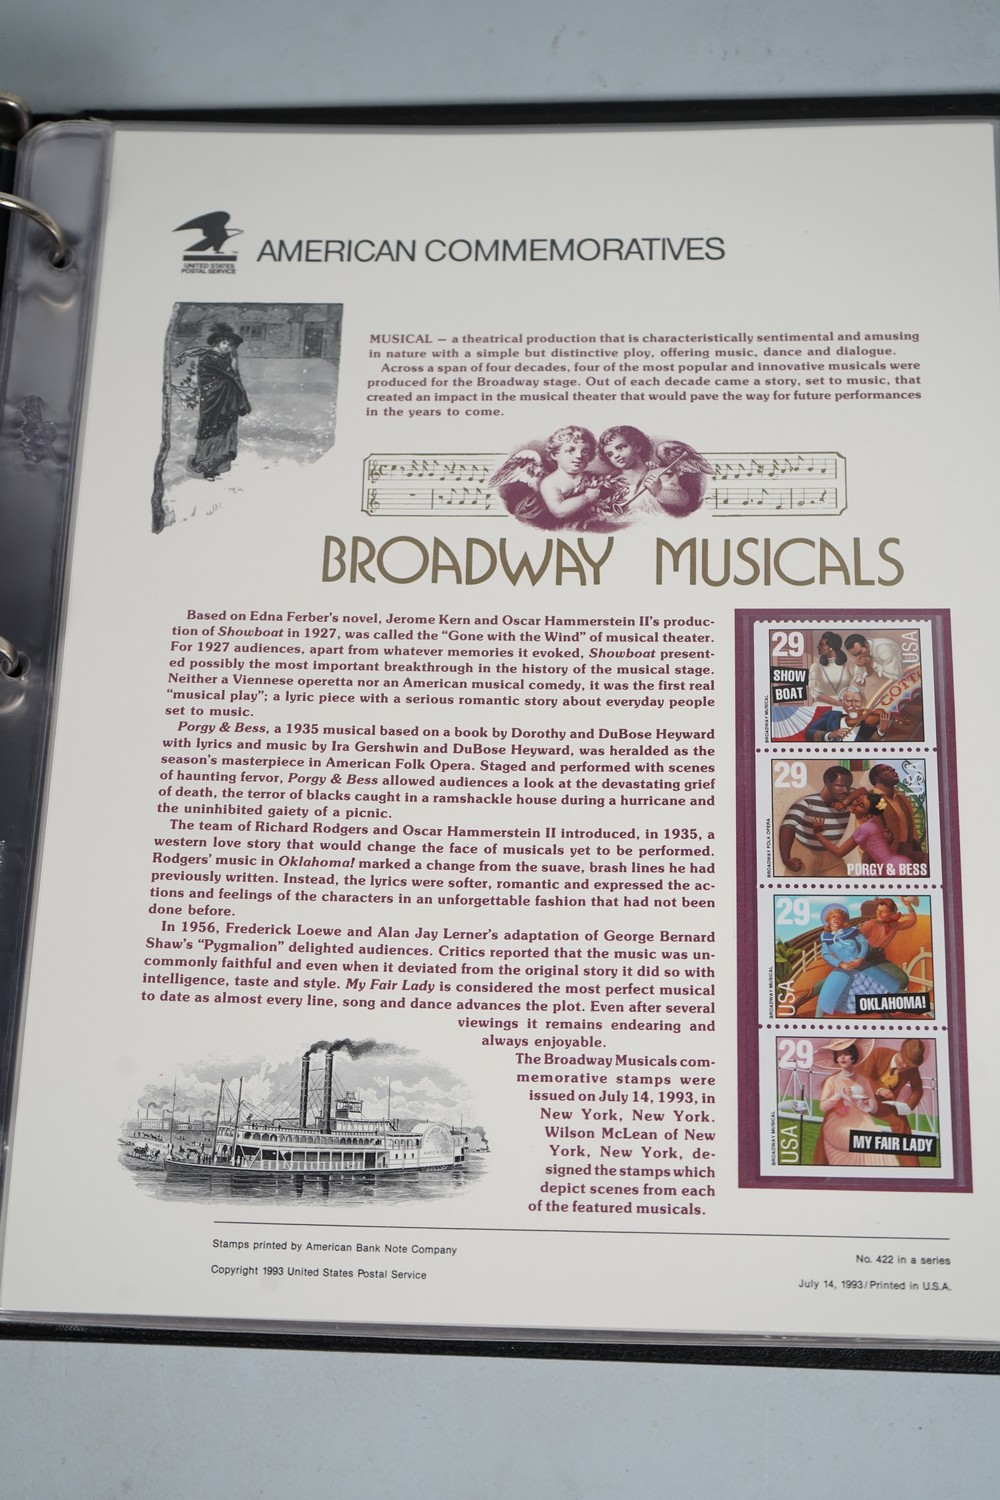 UNITED STATES
POSTAL SERVICE
AMERICAN COMMEMORATIVES
MUSICAL — a theatrical production that is characteristically sentimental and amusing
in nature with a simple but distinctive ploy, offering music, dance and dialogue.
Across a span of four decades, four of the most popular and innovative musicals were
produced for the Broadway stage. Out of each decade came a story, set to music, that
created an impact in the musical theater that would pave the way for future performances
in the years to come.
BROADWAY MUSICALS
Based on Edna Ferber's novel, Jerome Kern and Oscar Hammerstein II's produc-
tion of Showboat in 1927, was called the "Gone with the Wind" of musical theater.
For 1927 audiences, apart from whatever memories it evoked, Showboat present-
ed possibly the most important breakthrough in the history of the musical stage.
Neither a Viennese operetta nor an American musical comedy, it was the first real
"musical play"; a lyric piece with a serious romantic story about everyday people
set to music.
Porgy & Bess, a 1935 musical based on a book by Dorothy and DuBose Heyward
with lyrics and music by Ira Gershwin and DuBose Heyward, was heralded as the
season's masterpiece in American Folk Opera. Staged and performed with scenes
of haunting fervor, Porgy & Bess allowed audiences a look at the devastating grief
of death, the terror of blacks caught in a ramshackle house during a hurricane and
the uninhibited gaiety of a picnic.
The team of Richard Rodgers and Oscar Hammerstein II introduced, in 1935, a
western love story that would change the face of musicals yet to be performed.
Rodgers' music in Oklahoma! marked a change from the suave, brash lines he had
previously written. Instead, the lyrics were softer, romantic and expressed the ac-
tions and feelings of the characters in an unforgettable fashion that had not been
done before.
In 1956, Frederick Loewe and Alan Jay Lerner's adaptation of George Bernard
Shaw's "Pygmalion" delighted audiences. Critics reported that the music was un-
commonly faithful and even when it deviated from the original story it did so with
intelligence, taste and style. My Fair Lady is considered the most perfect musical
to date as almost every line, song and dance advances the plot. Even after several
viewings it remains endearing and
always enjoyable.
The Broadway Musicals com-
memorative stamps were
issued on July 14, 1993, in
New York, New York.
Wilson McLean of New
York, New York, de-
signed the stamps which
depict scenes from each
of the featured musicals.
29
USA
SHOW
BOAT
COTTO
BROADWAY MUSICAL
29
BROADWAY FOLK OPERA
PORGY & BESS
29
BROADWAY MUSICAL
USA
OKLAHOMA!
29
BROADWAY MUSICAL
USA
MY FAIR LADY
Stamps printed by American Bank Note Company
Copyright 1993 United States Postal Service
No. 422 in a series
July 14, 1993/Printed in U.S.A.